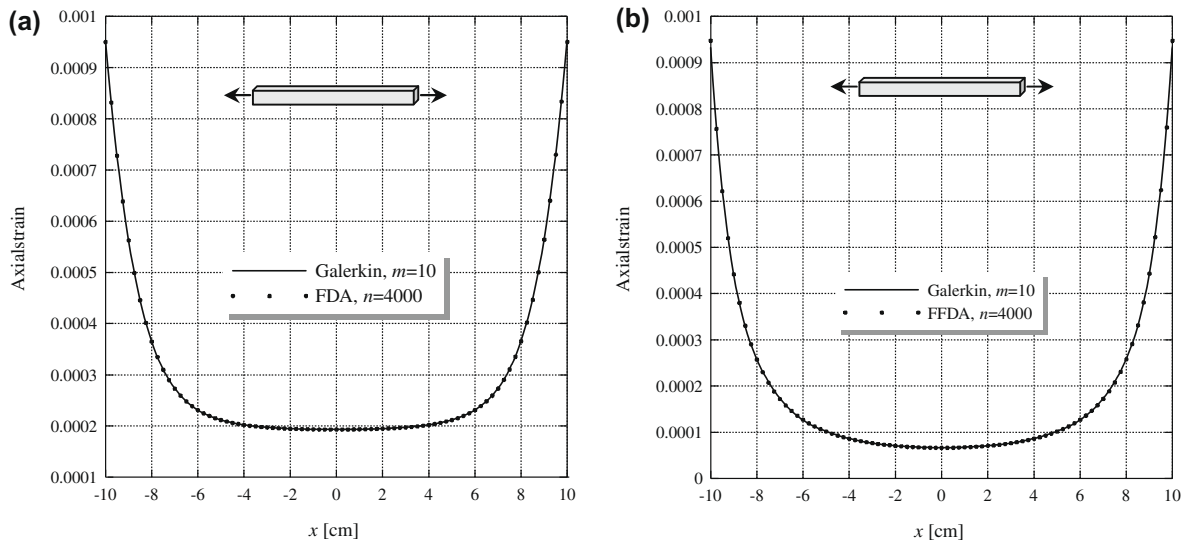 (a)
0.001
0.0009
0.0008
0.0007
0.0006
0.0005
0.0004
0.0003
0.0002
0.0001
Axialstrain
Galerkin, m=10
FDA, n=4000
-10 -8 -6 -4 -2 0 2 4 6 8 10
x [cm]
(b)
0.001
0.0009
0.0008
0.0007
0.0006
0.0005
0.0004
0.0003
0.0002
0.0001
0
Axialstrain
Galerkin, m=10
FFDA, n=4000
-10 -8 -6 -4 -2 0 2 4 6 8 10
x [cm]